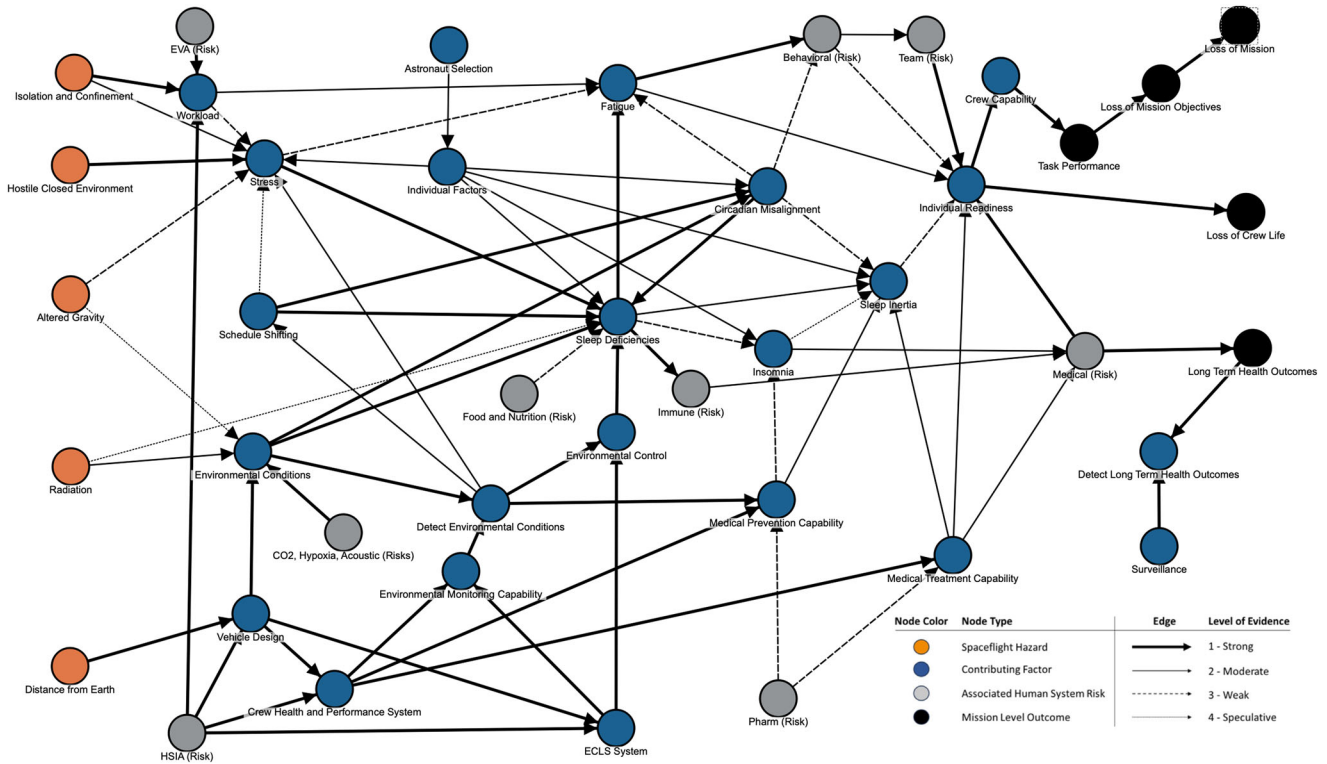 Loss of Mission
EVA (Risk)
Behavioral (Risk)
Team (Risk)
Astronaut Selection
Isolation and Confinement
Workload
Fatigue
Crew Capability
Loss of Mission Objectives
Task Performance
Hostile Closed Environment
Stress
Individual Factors
Circadian Misalignment
Individual Readiness
Loss of Crew Life
Altered Gravity
Schedule Shifting
Sleep Deficiencies
Sleep Inertia
Insomnia
Medical (Risk)
Long Term Health Outcomes
Food and Nutrition (Risk)
Immune (Risk)
Radiation
Environmental Conditions
Environmental Control
Detect Long Term Health Outcomes
Detect Environmental Conditions
Medical Prevention Capability
CO2, Hypoxia, Acoustic (Risks)
Environmental Monitoring Capability
Medical Treatment Capability
Surveillance
Vehicle Design
Distance from Earth
Crew Health and Performance System
Pharm (Risk)
HSIA (Risk)
ECLS System
Node Color Node Type Edge Level of Evidence
Spaceflight Hazard 1 - Strong
Contributing Factor 2 - Moderate
Associated Human System Risk 3 - Weak
Mission Level Outcome 4 - Speculative